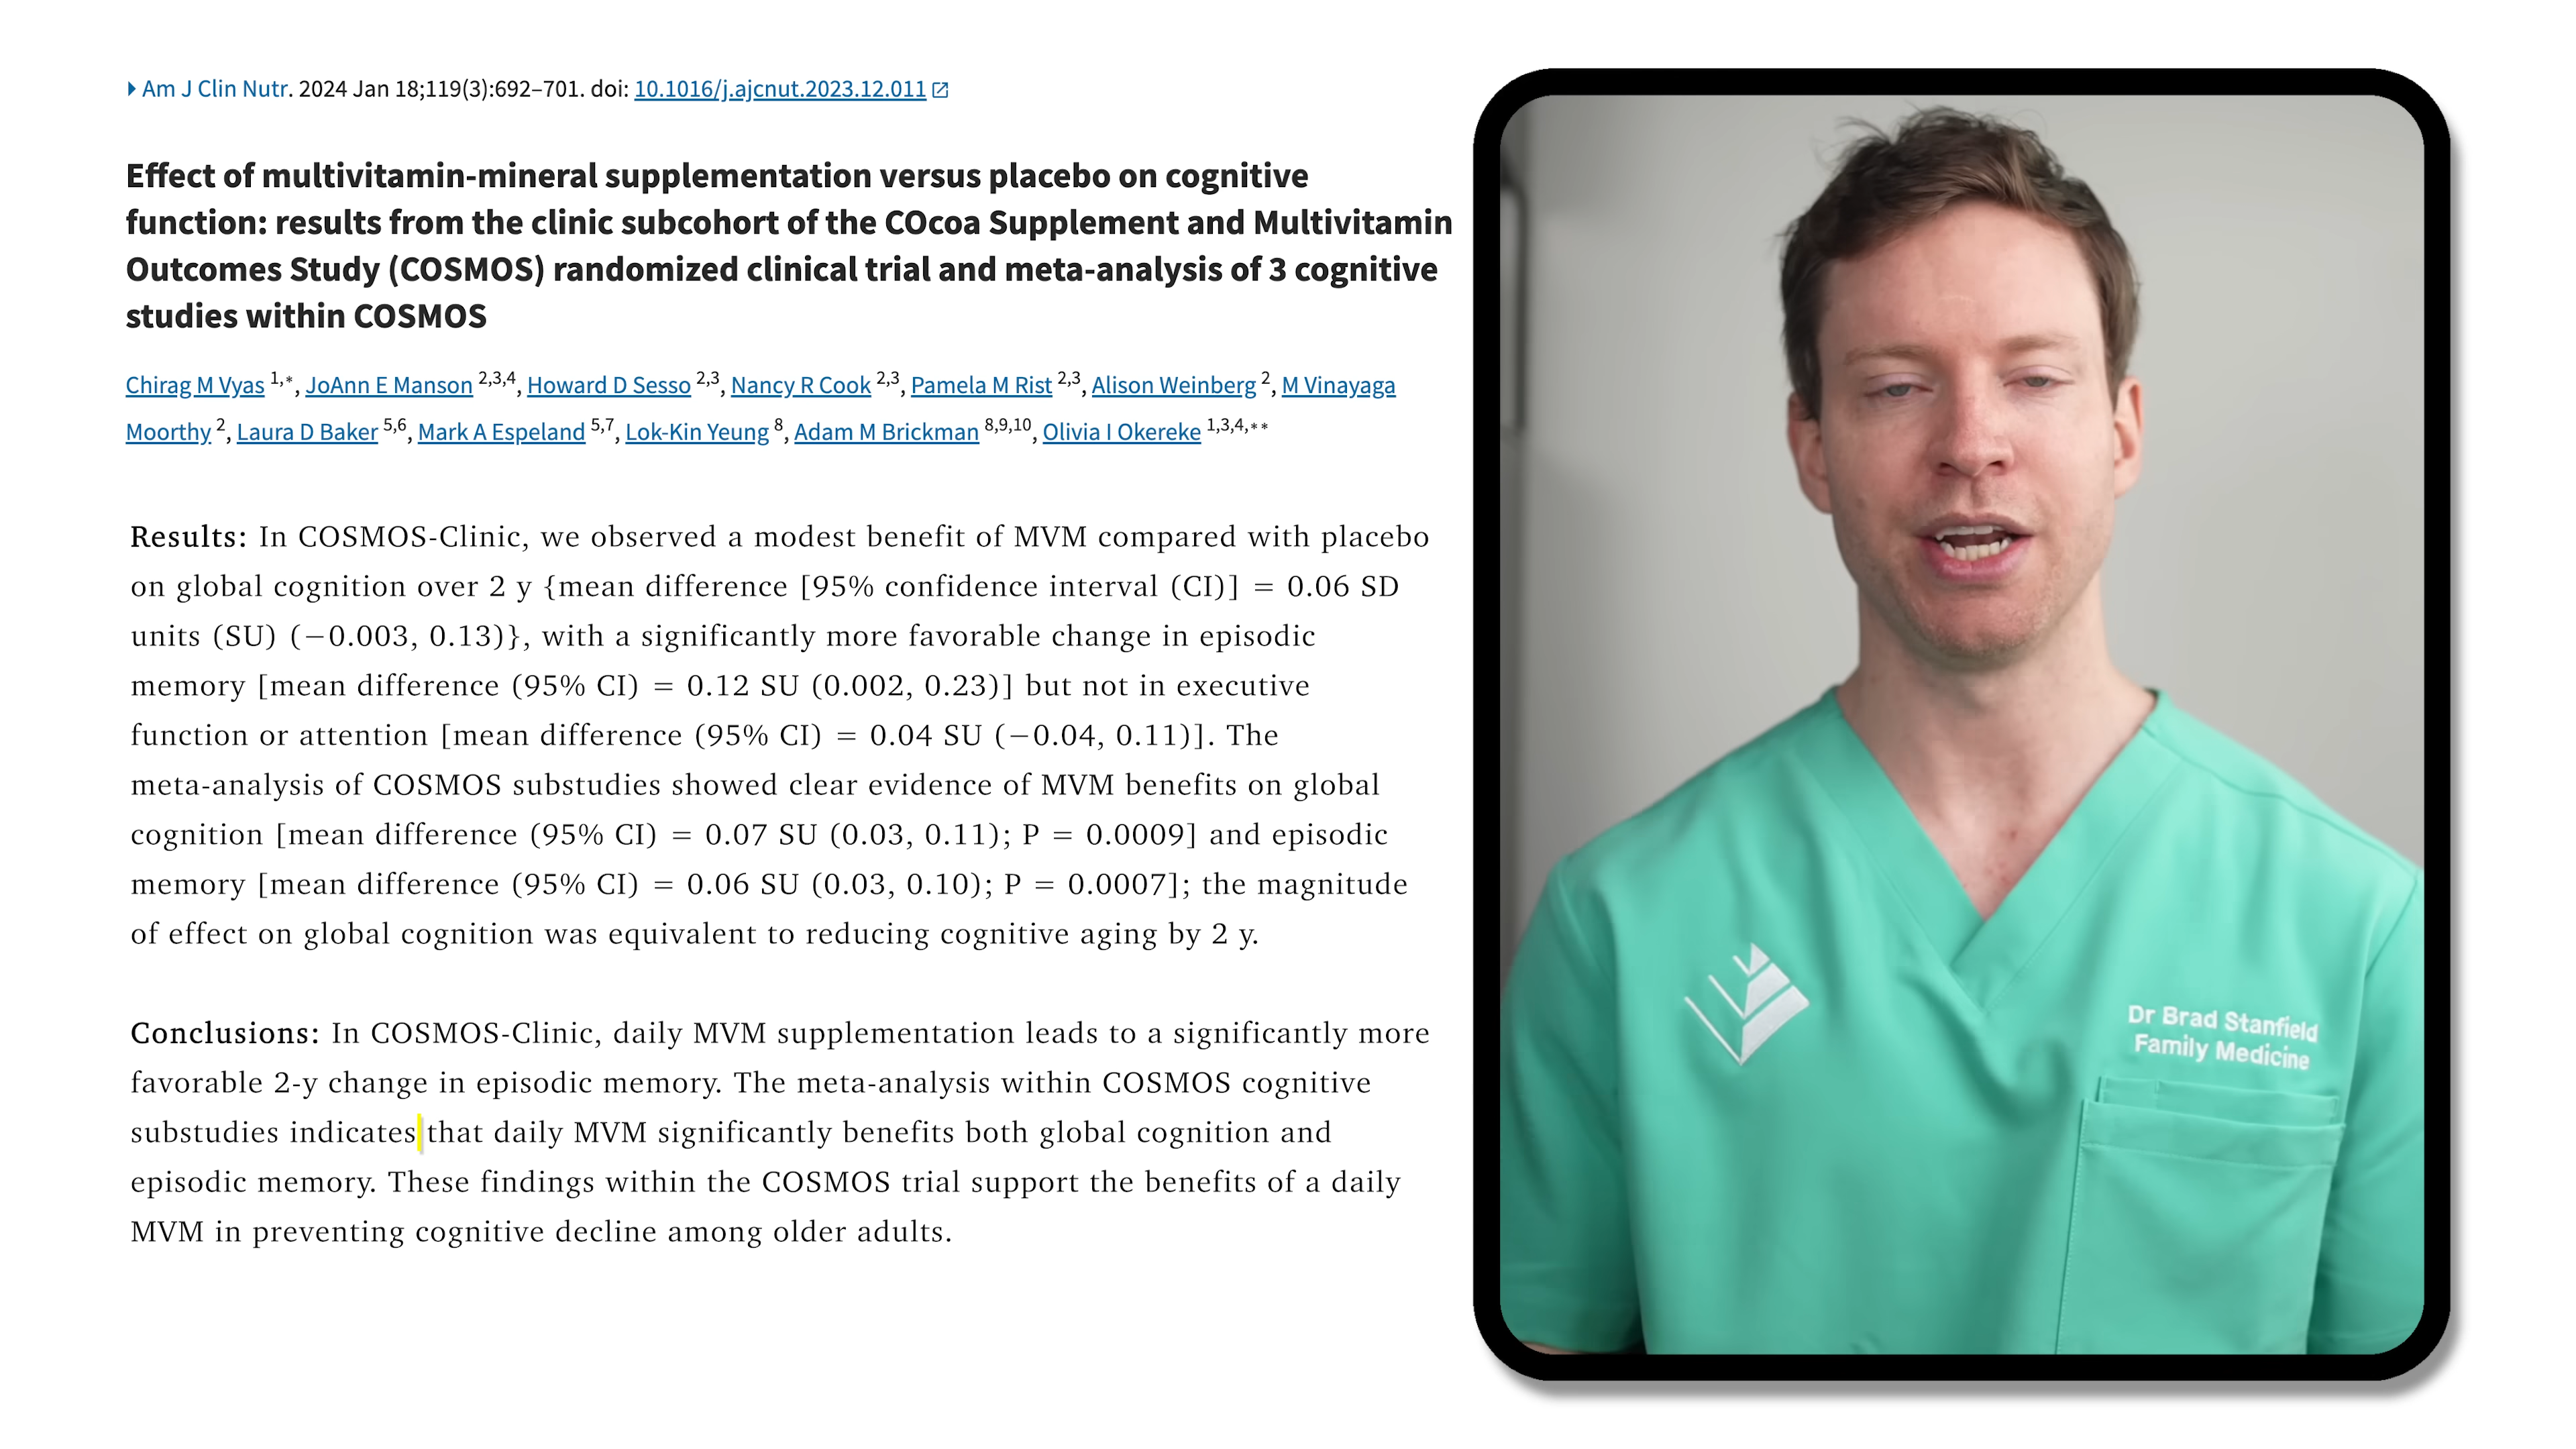 Am J Clin Nutr. 2024 Jan 18;119(3):692–701. doi: 10.1016/j.ajcnut.2023.12.011
Effect of multivitamin-mineral supplementation versus placebo on cognitive
function: results from the clinic subcohort of the COcoa Supplement and Multivitamin
Outcomes Study (COSMOS) randomized clinical trial and meta-analysis of 3 cognitive
studies within COSMOS
Chirag M Vyas 1,*, JoAnn E Manson 2,3,4, Howard D Sesso 2,3, Nancy R Cook 2,3, Pamela M Rist 2,3, Alison Weinberg 2, M Vinayaga
Moorthy 2, Laura D Baker 5,6, Mark A Espeland 5,7, Lok-Kin Yeung 8, Adam M Brickman 8,9,10, Olivia I Okereke 1,3,4,**
Results: In COSMOS-Clinic, we observed a modest benefit of MVM compared with placebo
on global cognition over 2 y {mean difference [95% confidence interval (CI)] = 0.06 SD
units (SU) (−0.003, 0.13)}, with a significantly more favorable change in episodic
memory [mean difference (95% CI) = 0.12 SU (0.002, 0.23)] but not in executive
function or attention [mean difference (95% CI) = 0.04 SU (−0.04, 0.11)]. The
meta-analysis of COSMOS substudies showed clear evidence of MVM benefits on global
cognition [mean difference (95% CI) = 0.07 SU (0.03, 0.11); P = 0.0009] and episodic
memory [mean difference (95% CI) = 0.06 SU (0.03, 0.10); P = 0.0007]; the magnitude
of effect on global cognition was equivalent to reducing cognitive aging by 2 y.
Conclusions: In COSMOS-Clinic, daily MVM supplementation leads to a significantly more
favorable 2-y change in episodic memory. The meta-analysis within COSMOS cognitive
substudies indicates that daily MVM significantly benefits both global cognition and
episodic memory. These findings within the COSMOS trial support the benefits of a daily
MVM in preventing cognitive decline among older adults.
Dr Brad Stanfield
Family Medicine